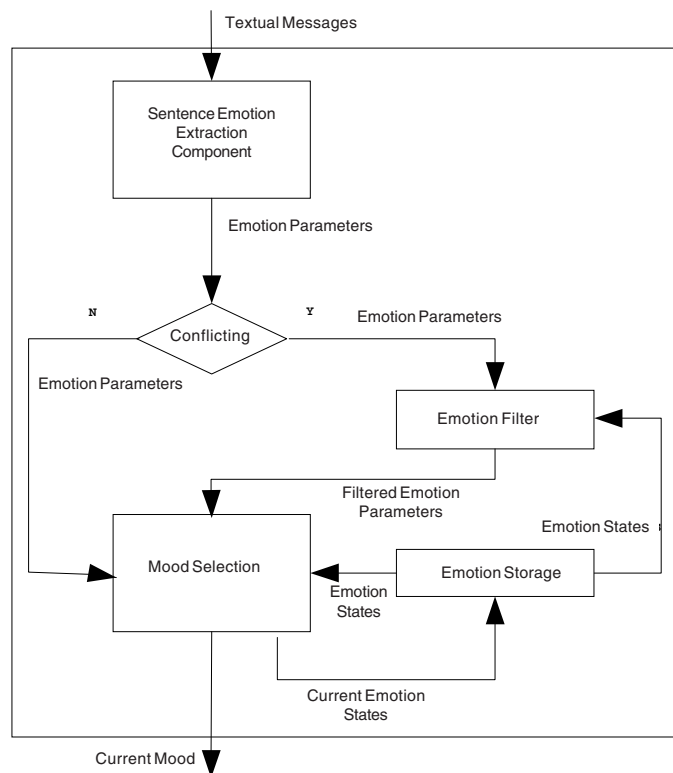 Textual Messages
Sentence Emotion
Extraction
Component
Emotion Parameters
N
Y
Conflicting
Emotion Parameters
Emotion Parameters
Emotion Filter
Filtered Emotion
Parameters
Emotion States
Mood Selection
Emotion Storage
Emotion
States
Current Emotion
States
Current Mood